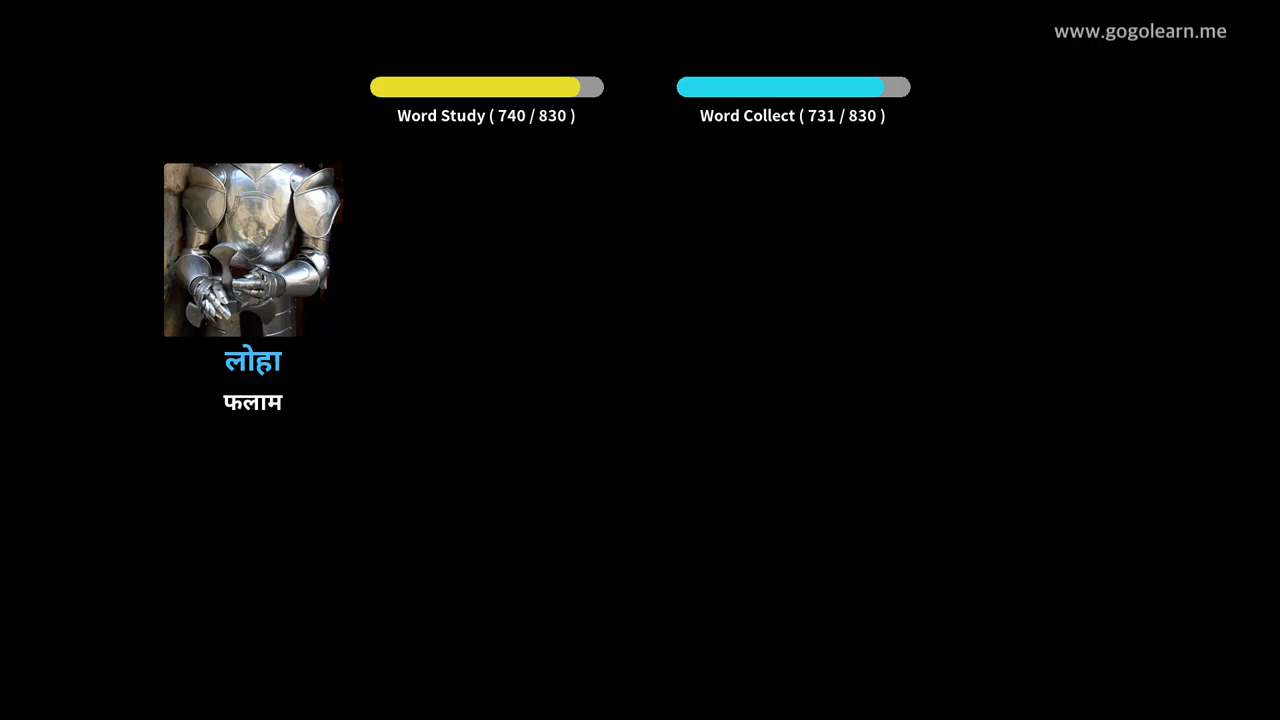 www.gogolearn.me
Word Study ( 740 / 830 )
Word Collect ( 731 / 830 )
लोहा
फलाम